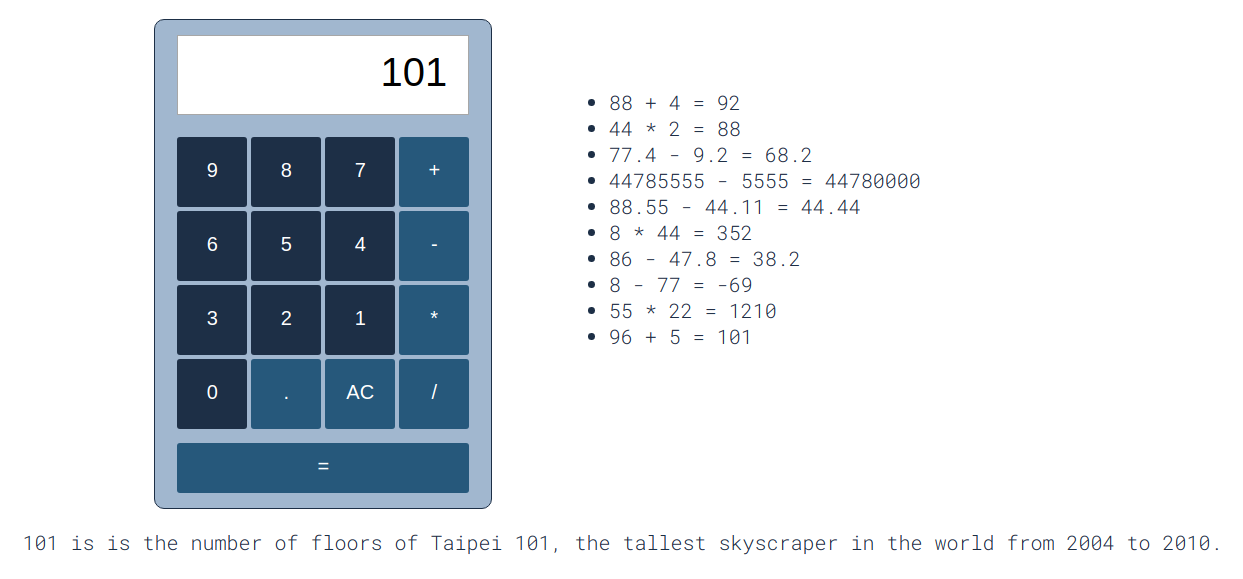 101
9 8 7 +
6 5 4 -
3 2 1 *
0 . AC /
=
88 + 4 = 92
44 * 2 = 88
77.4 - 9.2 = 68.2
44785555 - 5555 = 44780000
88.55 - 44.11 = 44.44
8 * 44 = 352
86 - 47.8 = 38.2
8 - 77 = -69
55 * 22 = 1210
96 + 5 = 101
101 is is the number of floors of Taipei 101, the tallest skyscraper in the world from 2004 to 2010.